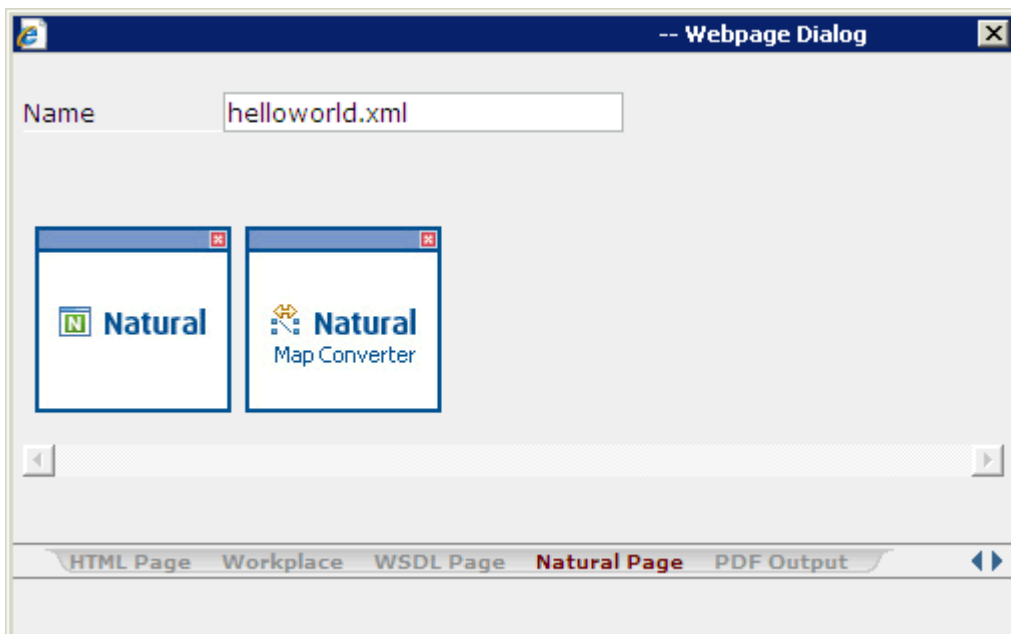 -- Webpage Dialog
Name helloworld.xml
N Natural
Natural
Map Converter
HTML Page Workplace WSDL Page Natural Page PDF Output